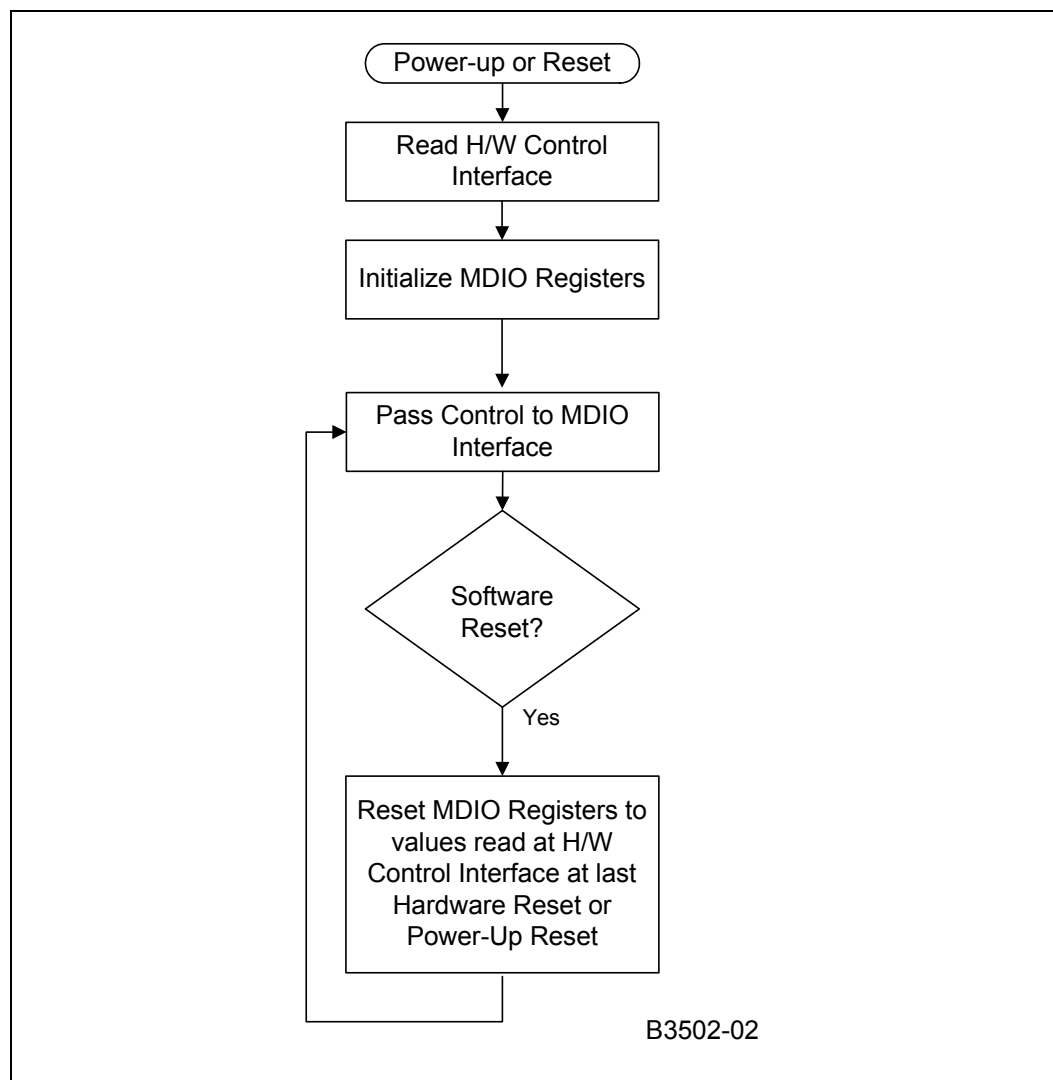 Power-up or Reset
Read H/W Control
Interface
Initialize MDIO Registers
Pass Control to MDIO
Interface
Software
Reset?
Yes
Reset MDIO Registers to
values read at H/W
Control Interface at last
Hardware Reset or
Power-Up Reset
B3502-02